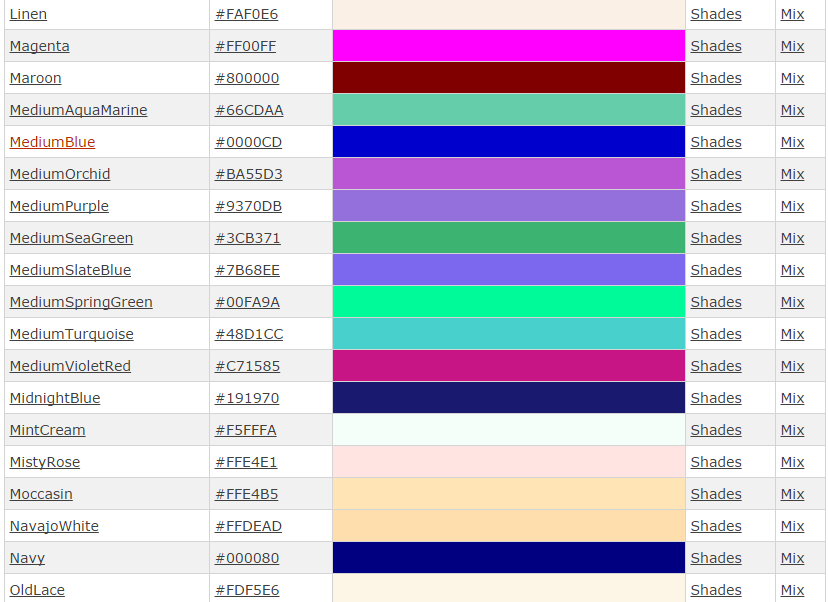 Linen #FAF0E6 Shades Mix
Magenta #FF00FF Shades Mix
Maroon #800000 Shades Mix
MediumAquaMarine #66CDAA Shades Mix
MediumBlue #0000CD Shades Mix
MediumOrchid #BA55D3 Shades Mix
MediumPurple #9370DB Shades Mix
MediumSeaGreen #3CB371 Shades Mix
MediumSlateBlue #7B68EE Shades Mix
MediumSpringGreen #00FA9A Shades Mix
MediumTurquoise #48D1CC Shades Mix
MediumVioletRed #C71585 Shades Mix
MidnightBlue #191970 Shades Mix
MintCream #F5FFFA Shades Mix
MistyRose #FFE4E1 Shades Mix
Moccasin #FFE4B5 Shades Mix
NavajoWhite #FFDEAD Shades Mix
Navy #000080 Shades Mix
OldLace #FDF5E6 Shades Mix